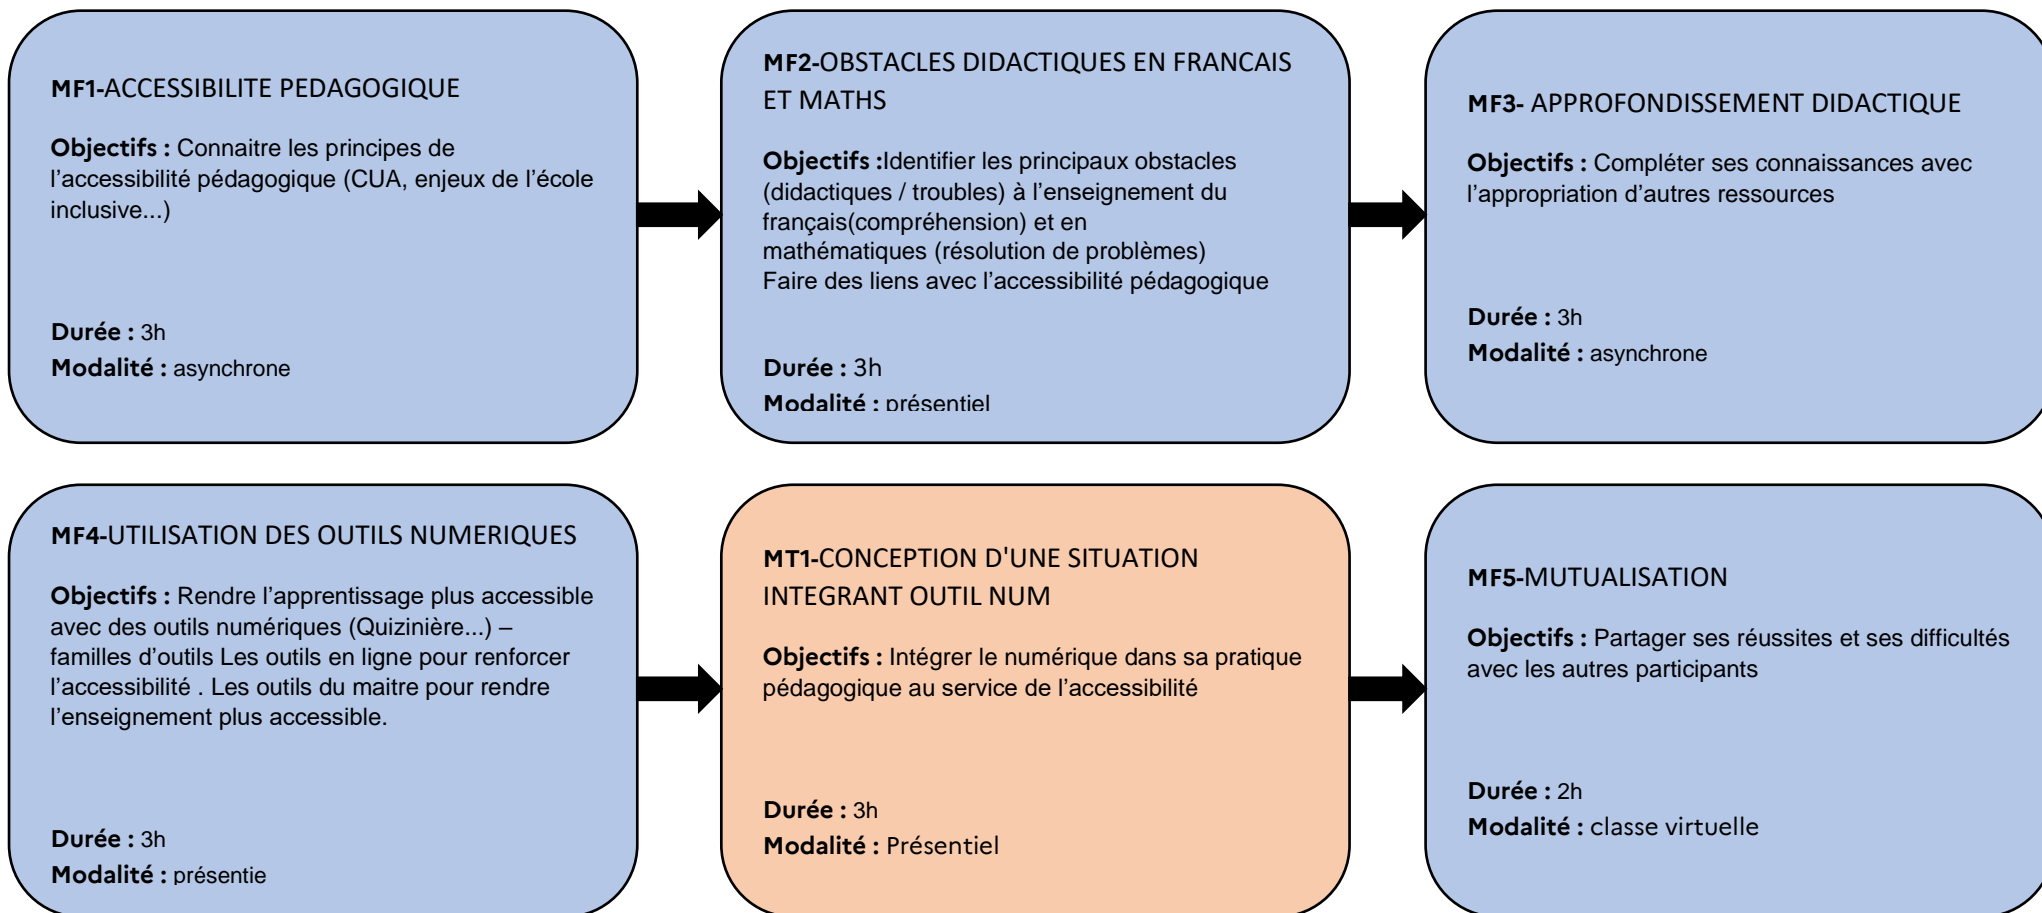 MF1-ACCESSIBILITE PEDAGOGIQUE
Objectifs : Connaitre les principes de
l’accessibilité pédagogique (CUA, enjeux de l’école
inclusive...)
Durée : 3h
Modalité : asynchrone
MF2-OBSTACLES DIDACTIQUES EN FRANCAIS
ET MATHS
Objectifs :Identifier les principaux obstacles
(didactiques / troubles) à l’enseignement du
français(compréhension) et en
mathématiques (résolution de problèmes)
Faire des liens avec l’accessibilité pédagogique
Durée : 3h
Modalité : présentiel
MF3- APPROFONDISSEMENT DIDACTIQUE
Objectifs : Compléter ses connaissances avec
l’appropriation d’autres ressources
Durée : 3h
Modalité : asynchrone
MF4-UTILISATION DES OUTILS NUMERIQUES
Objectifs : Rendre l’apprentissage plus accessible
avec des outils numériques (Quizinière...) –
familles d’outils Les outils en ligne pour renforcer
l’accessibilité . Les outils du maitre pour rendre
l’enseignement plus accessible.
Durée : 3h
Modalité : présentie
MT1-CONCEPTION D'UNE SITUATION
INTEGRANT OUTIL NUM
Objectifs : Intégrer le numérique dans sa pratique
pédagogique au service de l’accessibilité
Durée : 3h
Modalité : Présentiel
MF5-MUTUALISATION
Objectifs : Partager ses réussites et ses difficultés
avec les autres participants
Durée : 2h
Modalité : classe virtuelle